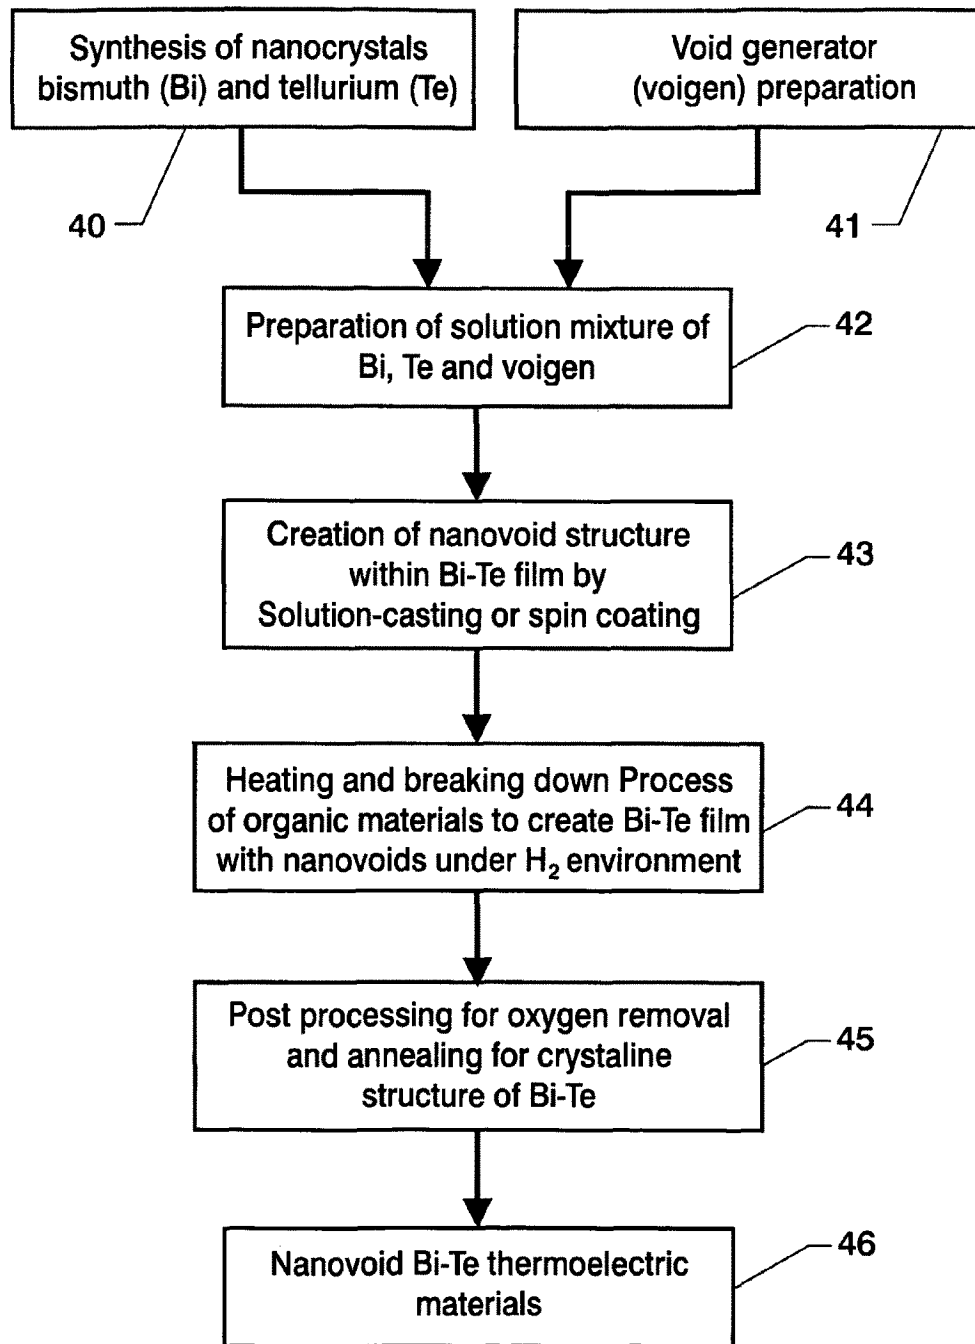 Synthesis of nanocrystals
bismuth (Bi) and tellurium (Te)
Void generator
(voigen) preparation
40
41
Preparation of solution mixture of
Bi, Te and voigen
42
Creation of nanovoid structure
within Bi-Te film by
Solution-casting or spin coating
43
Heating and breaking down Process
of organic materials to create Bi-Te film
with nanovoids under H₂ environment
44
Post processing for oxygen removal
and annealing for crystaline
structure of Bi-Te
45
Nanovoid Bi-Te thermoelectric
materials
46